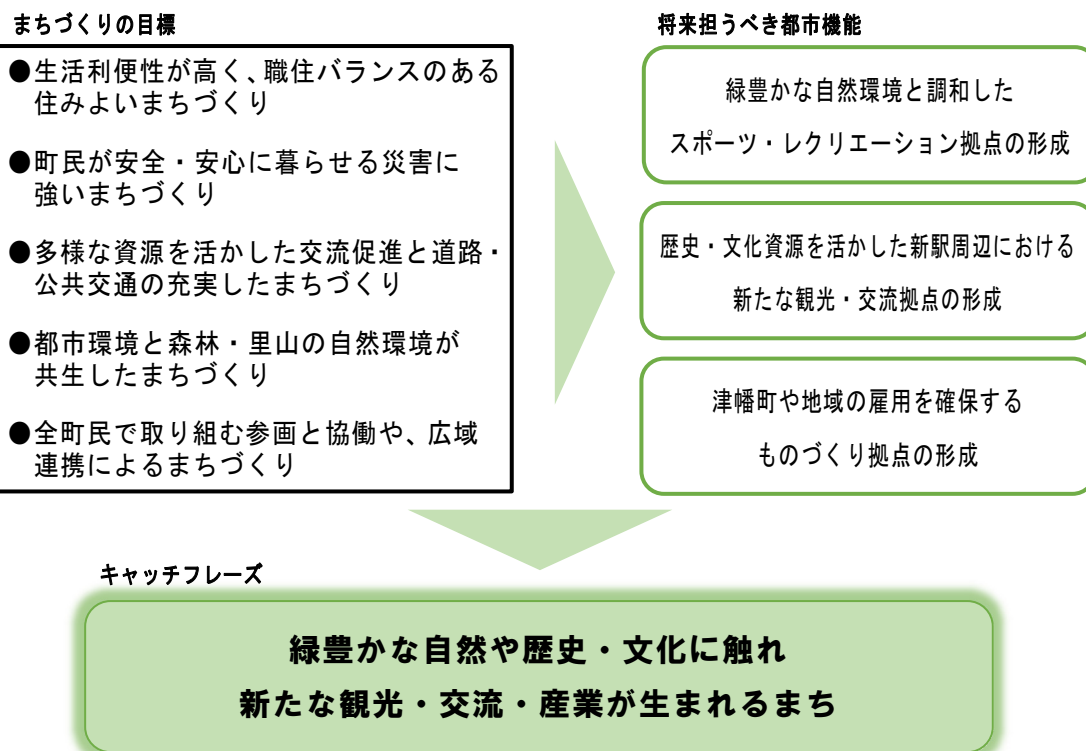 まちづくりの目標
●生活利便性が高く、職住バランスのある
住みよいまちづくり
●町民が安全・安心に暮らせる災害に
強いまちづくり
●多様な資源を活かした交流促進と道路・
公共交通の充実したまちづくり
●都市環境と森林・里山の自然環境が
共生したまちづくり
●全町民で取り組む参画と協働や、広域
連携によるまちづくり
将来担うべき都市機能
緑豊かな自然環境と調和した
スポーツ・レクリエーション拠点の形成
歴史・文化資源を活かした新駅周辺における
新たな観光・交流拠点の形成
津幡町や地域の雇用を確保する
ものづくり拠点の形成
キャッチフレーズ
緑豊かな自然や歴史・文化に触れ
新たな観光・交流・産業が生まれるまち